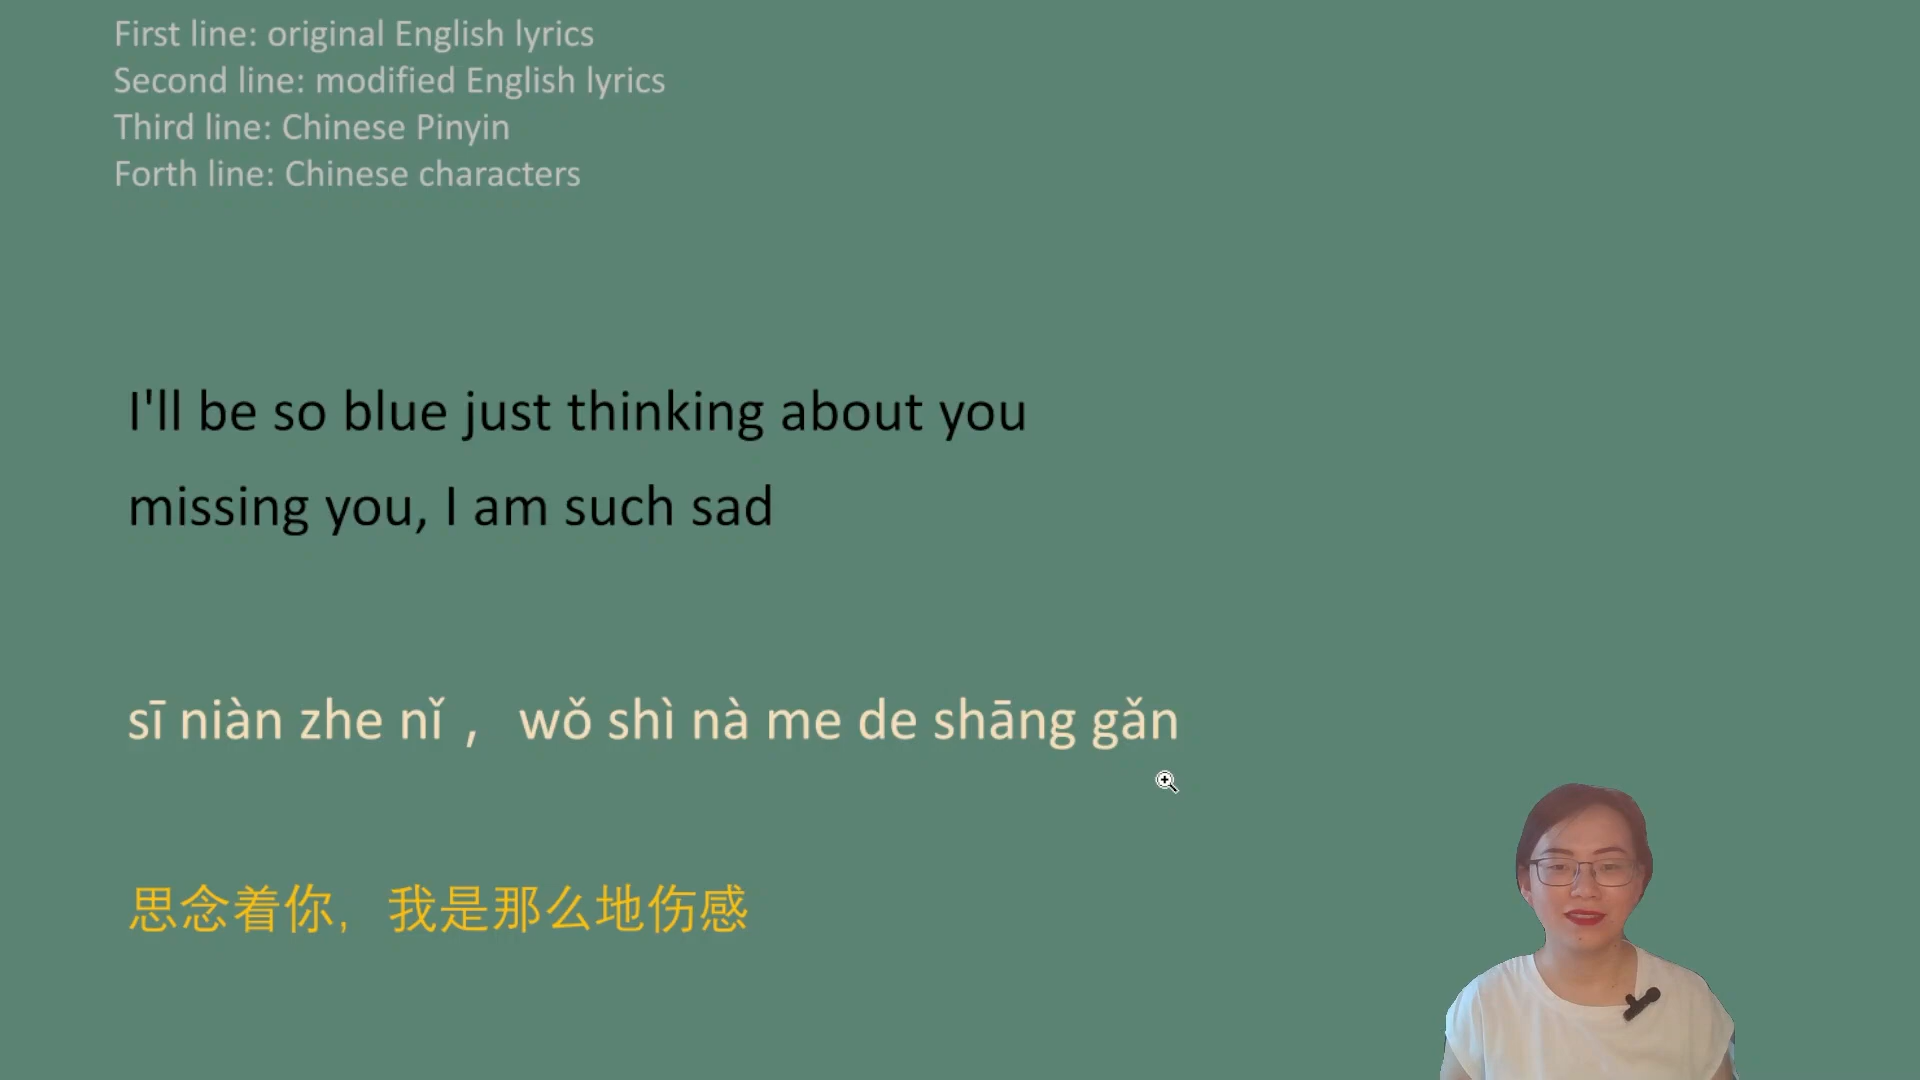 First line: original English lyrics
Second line: modified English lyrics
Third line: Chinese Pinyin
Forth line: Chinese characters
I'll be so blue just thinking about you
missing you, I am such sad
sī niàn zhe nǐ， wǒ shì nà me de shāng gǎn
思念着你，我是那么地伤感